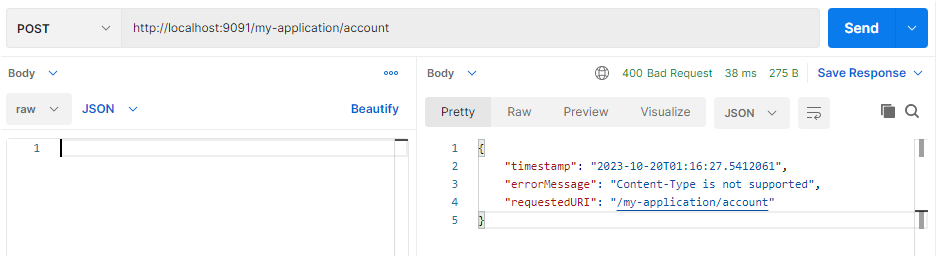 POST http://localhost:9091/my-application/account Send
Body
raw JSON Beautify
1
Body 400 Bad Request 38 ms 275 B Save Response
Pretty Raw Preview Visualize JSON
1 {
2 "timestamp": "2023-10-20T01:16:27.5412061",
3 "errorMessage": "Content-Type is not supported",
4 "requestedURI": "/my-application/account"
5 }